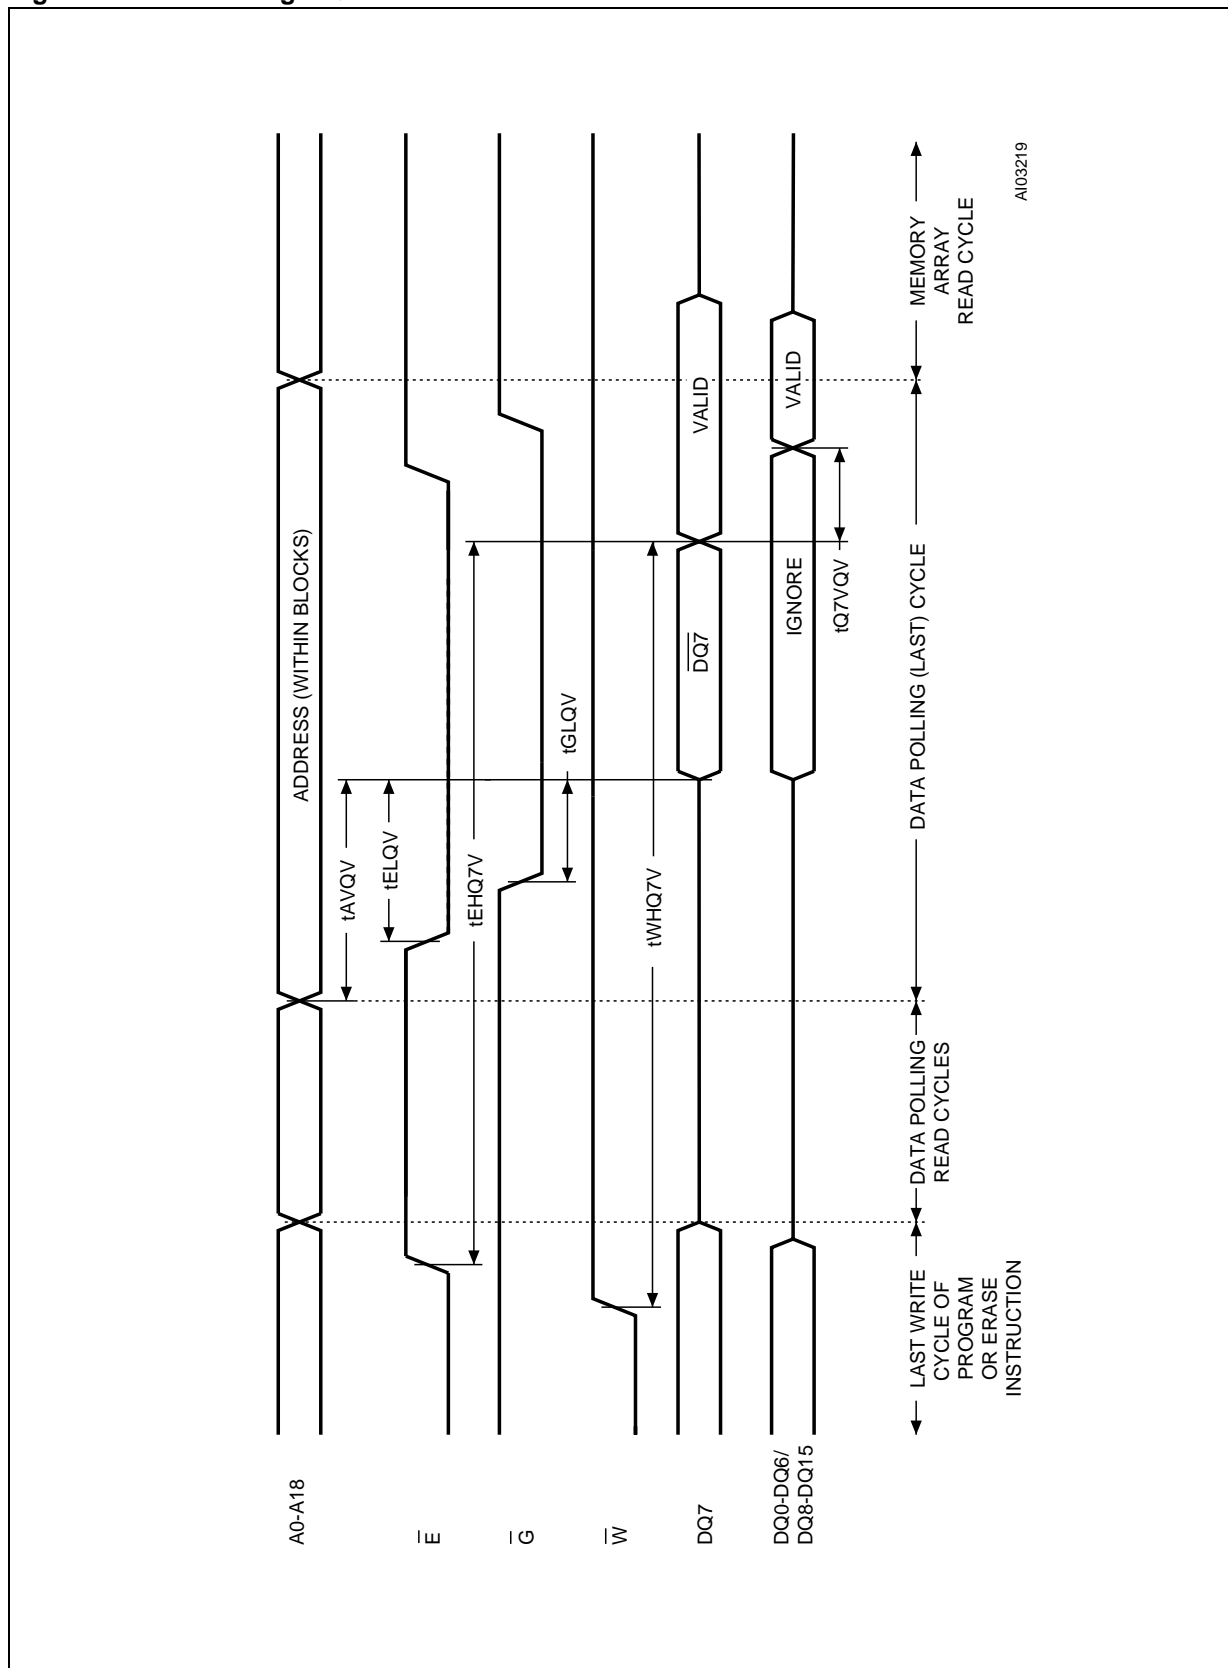 A0-A18
E
G
W
DQ7
DQ0-DQ6/
DQ8-DQ15
ADDRESS (WITHIN BLOCKS)
tAVQV
tELQV
tEHQ7V
tGLQV
tWHQ7V
DQ7
VALID
IGNORE
VALID
tQ7VQV
LAST WRITE
CYCLE OF
PROGRAM
OR ERASE
INSTRUCTION
DATA POLLING
READ CYCLES
DATA POLLING (LAST) CYCLE
MEMORY
ARRAY
READ CYCLE
AI03219